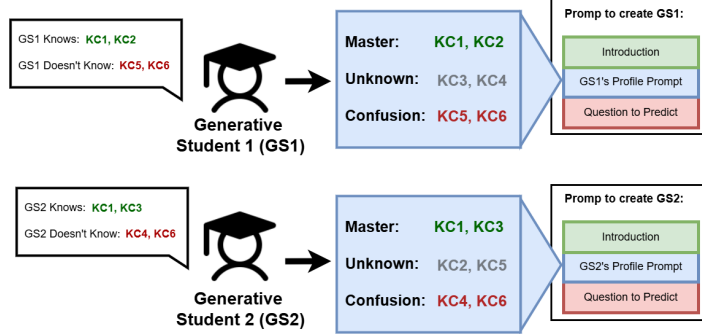 GS1 Knows: KC1, KC2
GS1 Doesn't Know: KC5, KC6
Generative
Student 1 (GS1)
Master: KC1, KC2
Unknown: KC3, KC4
Confusion: KC5, KC6
Promp to create GS1:
Introduction
GS1's Profile Prompt
Question to Predict
GS2 Knows: KC1, KC3
GS2 Doesn't Know: KC4, KC6
Generative
Student 2 (GS2)
Master: KC1, KC3
Unknown: KC2, KC5
Confusion: KC4, KC6
Promp to create GS2:
Introduction
GS2's Profile Prompt
Question to Predict